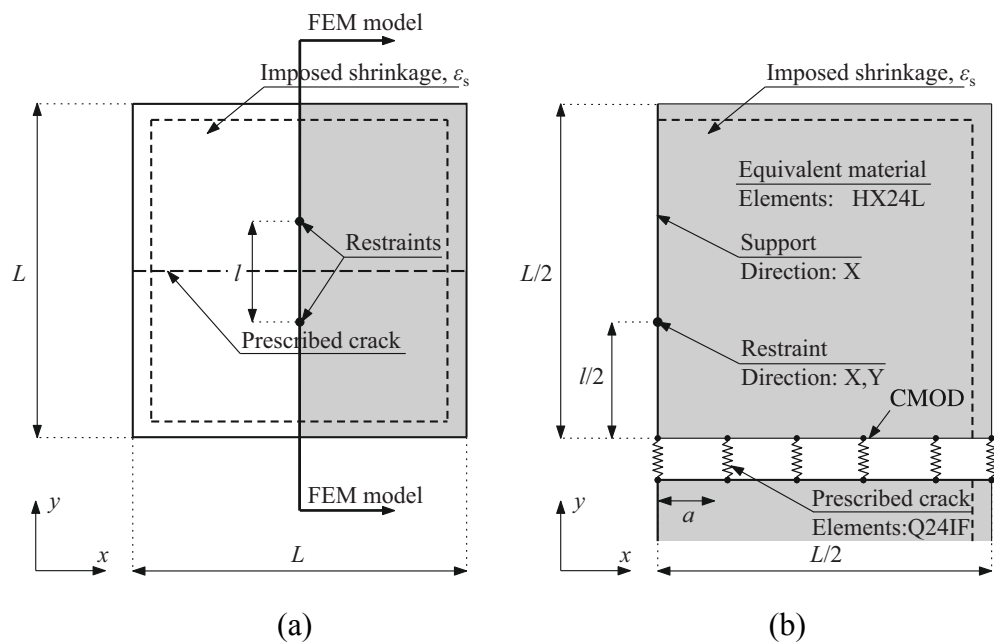 FEM model
Imposed shrinkage, εs
L
l
Restraints
Prescribed crack
FEM model
y
x
L
(a)
Imposed shrinkage, εs
Equivalent material
Elements: HX24L
Support
Direction: X
L/2
Restraint
Direction: X,Y
l/2
CMOD
Prescribed crack
Elements:Q24IF
a
y
x
L/2
(b)